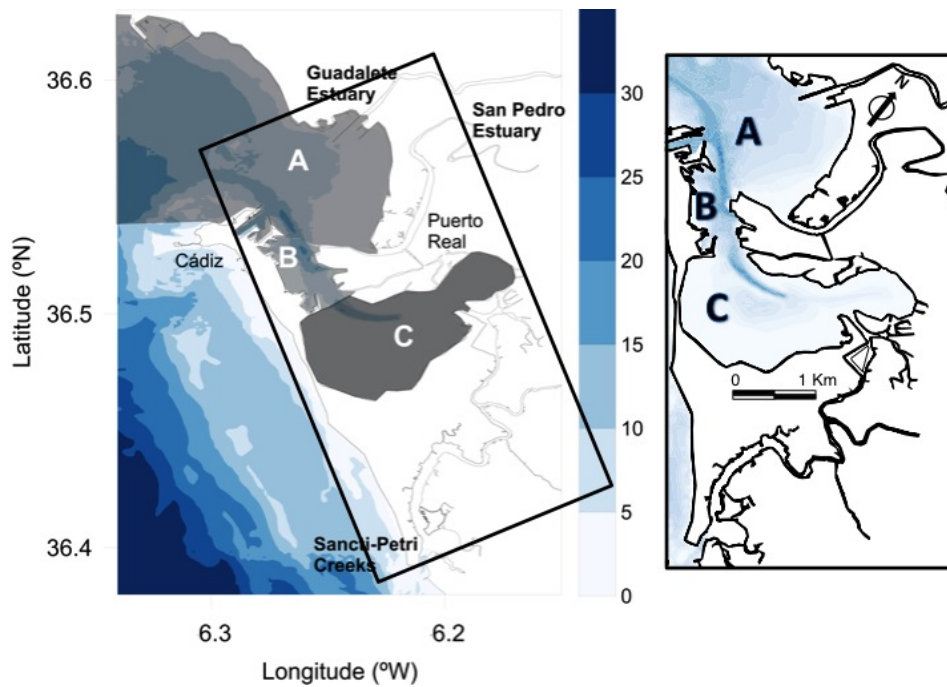 36.6
36.5
36.4
Latitude (ºN)
6.3
6.2
Longitude (ºW)
Guadalete
Estuary
San Pedro
Estuary
A
B
Puerto
Real
Cádiz
C
Sancti-Petri
Creeks
30
25
20
15
10
5
0
N
A
B
C
0 1 Km